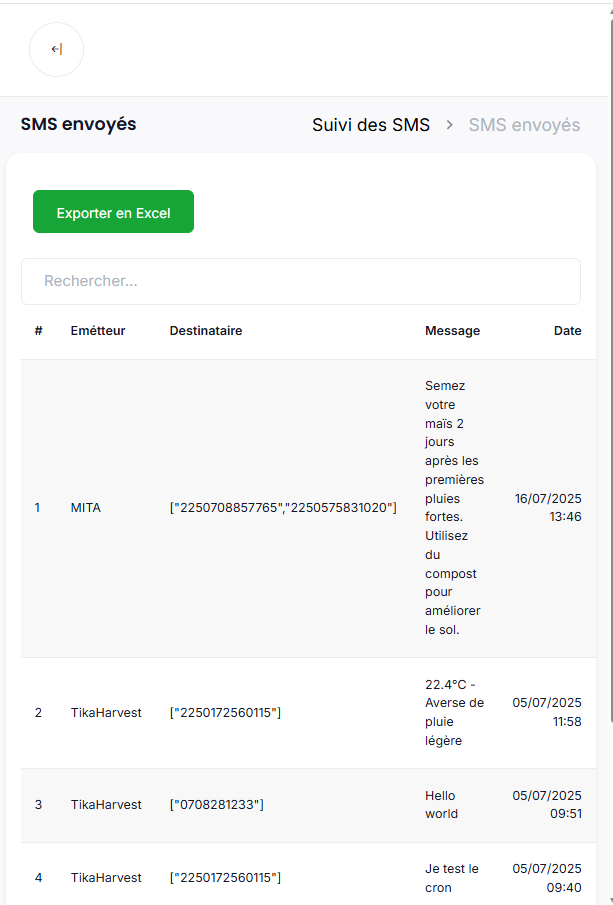 SMS envoyés
Suivi des SMS > SMS envoyés
Exporter en Excel
Rechercher...
# Emétteur Destinataire Message Date
1 MITA ["2250708857765","2250575831020"]
Semez
votre
maïs 2
jours
après les
premières
pluies
fortes.
Utilisez
du
compost
pour
améliorer
le sol.
16/07/2025
13:46
2 TikaHarvest ["2250172560115"]
22.4°C -
Averse de
pluie
légère
05/07/2025
11:58
3 TikaHarvest ["0708281233"]
Hello
world
05/07/2025
09:51
4 TikaHarvest ["2250172560115"]
Je test le
cron
05/07/2025
09:40